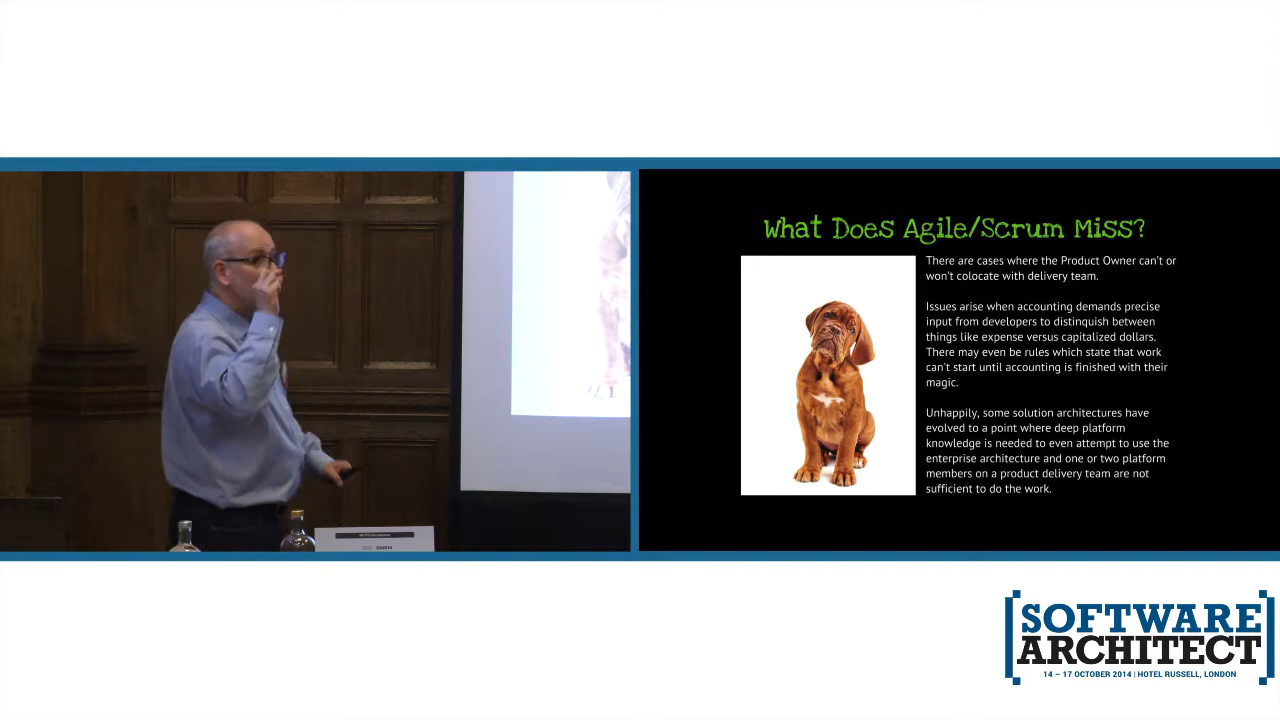 What Does Agile/Scrum Miss?
There are cases where the Product Owner can't or
won't colocate with delivery team.
Issues arise when accounting demands precise
input from developers to distinquish between
things like expense versus capitalized dollars.
There may even be rules which state that work
can't start until accounting is finished with their
magic.
Unhappily, some solution architectures have
evolved to a point where deep platform
knowledge is needed to even attempt to use the
enterprise architecture and one or two platform
members on a product delivery team are not
sufficient to do the work.
[SOFTWARE
ARCHITECT]
14 – 17 OCTOBER 2014 | HOTEL RUSSELL, LONDON